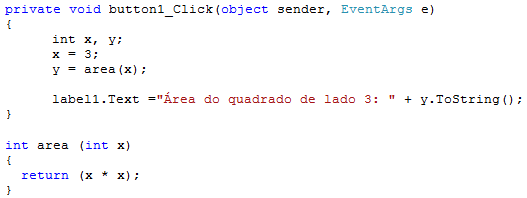 private void button1_Click(object sender, EventArgs e)
{
int x, y;
x = 3;
y = area(x);
label1.Text ="Área do quadrado de lado 3: " + y.ToString();
}
int area (int x)
{
return (x * x);
}